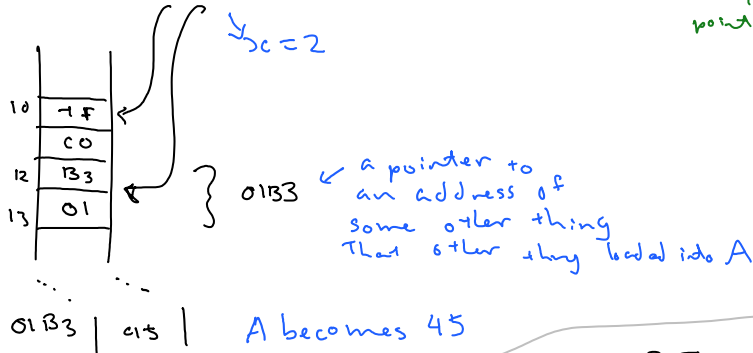 x = 2
point
10 7F
C0
12 B3
13 01
01B3
a pointer to
an address of
some other thing
That other thing loaded into A
01B3 45
A becomes 45